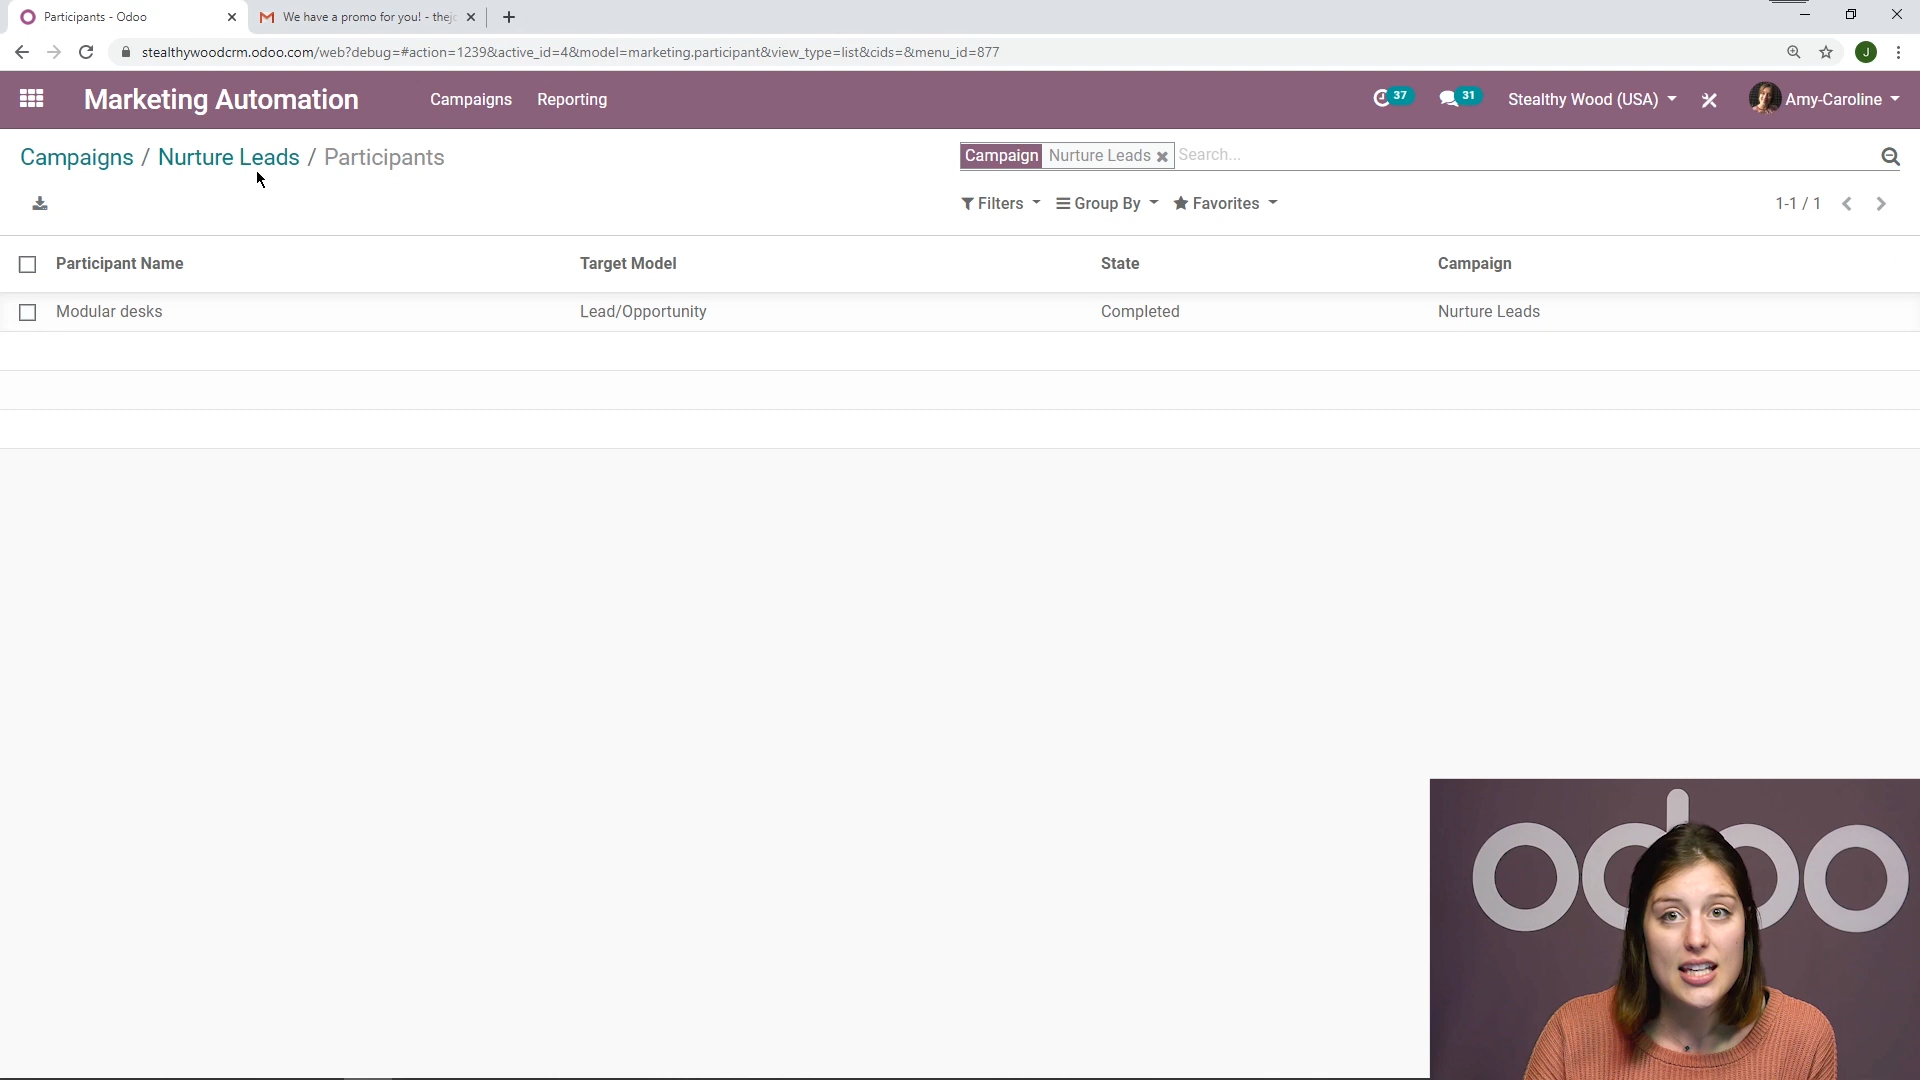 Participants - Odoo
We have a promo for you! - thejo
stealthywoodcrm.odoo.com/web?debug=#action=1239&active_id=4&model=marketing.participant&view_type=list&cids=&menu_id=877
J
Marketing Automation Campaigns Reporting 37 31 Stealthy Wood (USA) Amy-Caroline
Campaigns / Nurture Leads / Participants
Campaign Nurture Leads Search...
Filters Group By Favorites 1-1 / 1
Participant Name Target Model State Campaign
Modular desks Lead/Opportunity Completed Nurture Leads
odoo